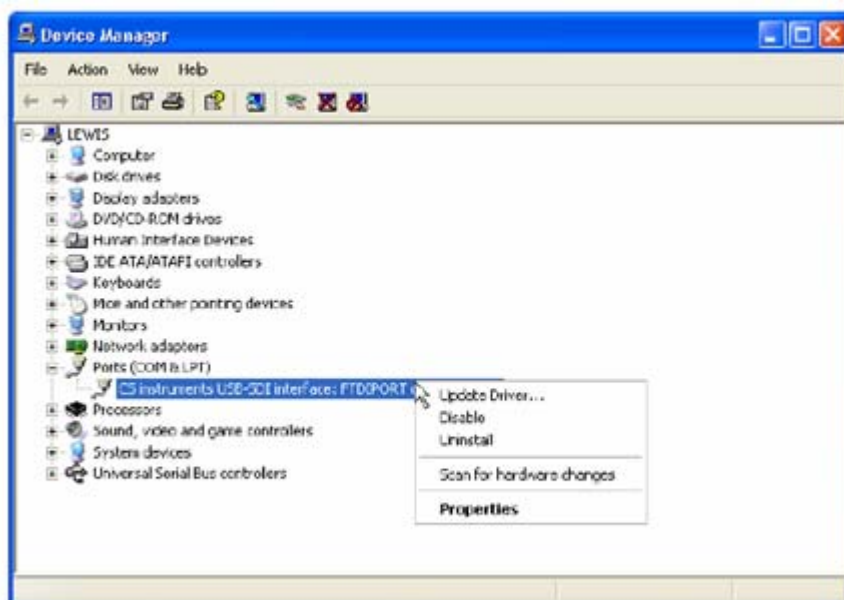 Device Manager
File Action View Help
LEWIS
Computer
Disk drives
Display adapters
DVD/CD-ROM drives
Human Interface Devices
IDE ATA/ATAPI controllers
Keyboards
Mice and other pointing devices
Monitors
Network adapters
Ports (COM & LPT)
CS instruments USB-SDI interface: FTDIPORT
Update Driver...
Disable
Uninstall
Scan for hardware changes
Properties
Processors
Sound, video and game controllers
System devices
Universal Serial Bus controllers